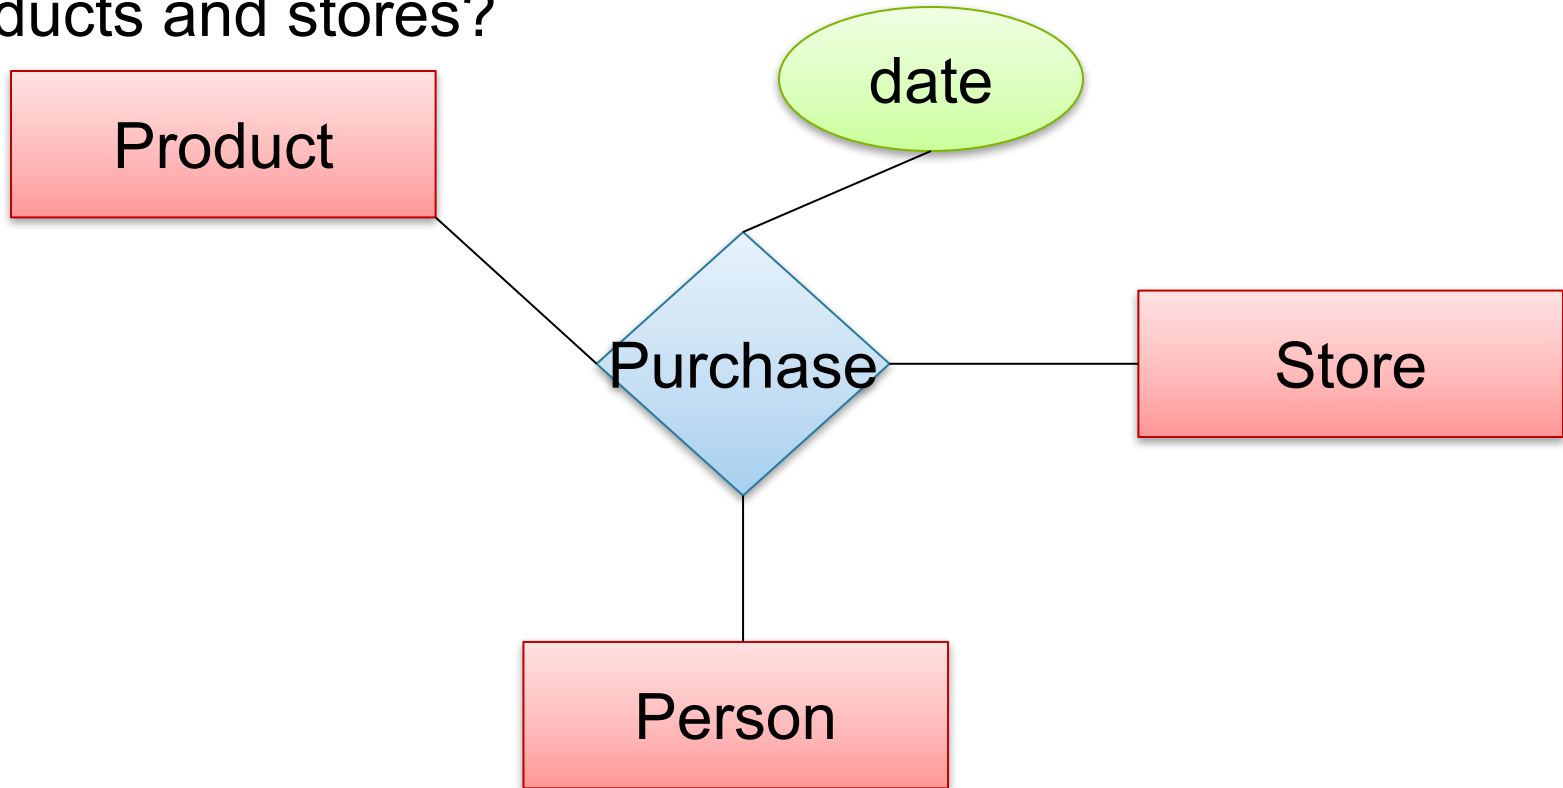 ducts and stores?
date
Product
Purchase
Store
Person